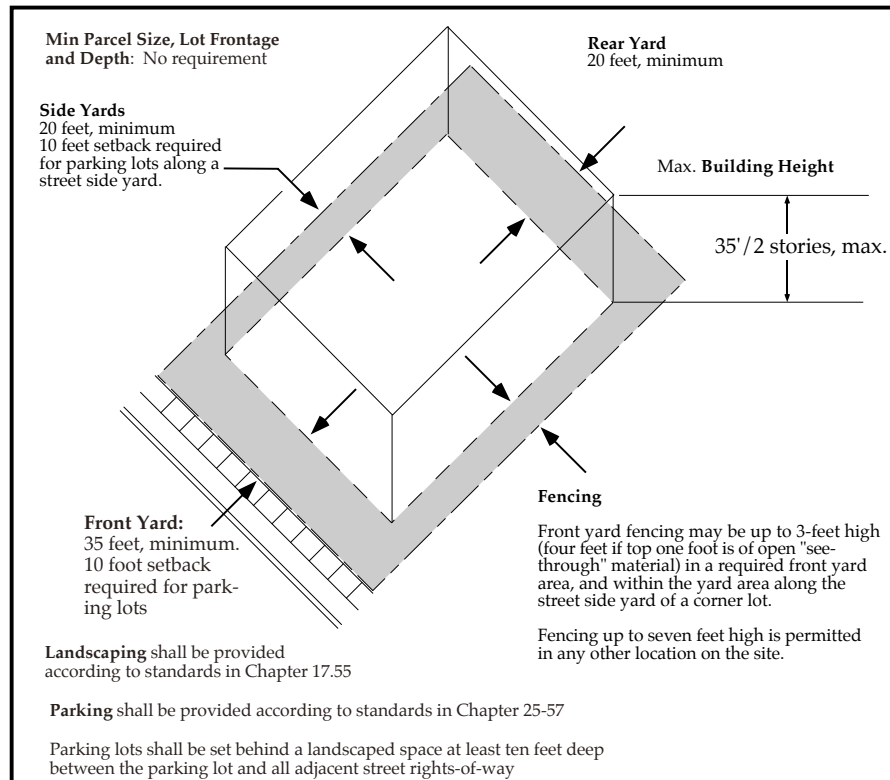 Min Parcel Size, Lot Frontage
and Depth: No requirement
Rear Yard
20 feet, minimum
Side Yards
20 feet, minimum
10 feet setback required
for parking lots along a
street side yard.
Max. Building Height
35'/2 stories, max.
Front Yard:
35 feet, minimum.
10 foot setback
required for park-
ing lots
Fencing
Front yard fencing may be up to 3-feet high
(four feet if top one foot is of open "see-
through" material) in a required front yard
area, and within the yard area along the
street side yard of a corner lot.
Fencing up to seven feet high is permitted
in any other location on the site.
Landscaping shall be provided
according to standards in Chapter 17.55
Parking shall be provided according to standards in Chapter 25-57
Parking lots shall be set behind a landscaped space at least ten feet deep
between the parking lot and all adjacent street rights-of-way